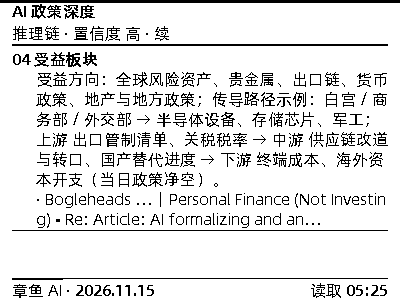 AI 政策深度
推理链 · 置信度 高 · 续
04 受益板块
受益方向：全球风险资产、贵金属、出口链、货币
政策、地产与地方政策；传导路径示例：白宫 / 商
务部 / 外交部 → 半导体设备、存储芯片、军工；
上游 出口管制清单、关税税率 → 中游 供应链改道
与转口、国产替代进度 → 下游 终端成本、海外资
本开支（当日政策净空）。
· Bogleheads ... | Personal Finance (Not Investin
g) • Re: Article: AI formalizing and an...
章鱼 AI · 2026.11.15
读取 05:25